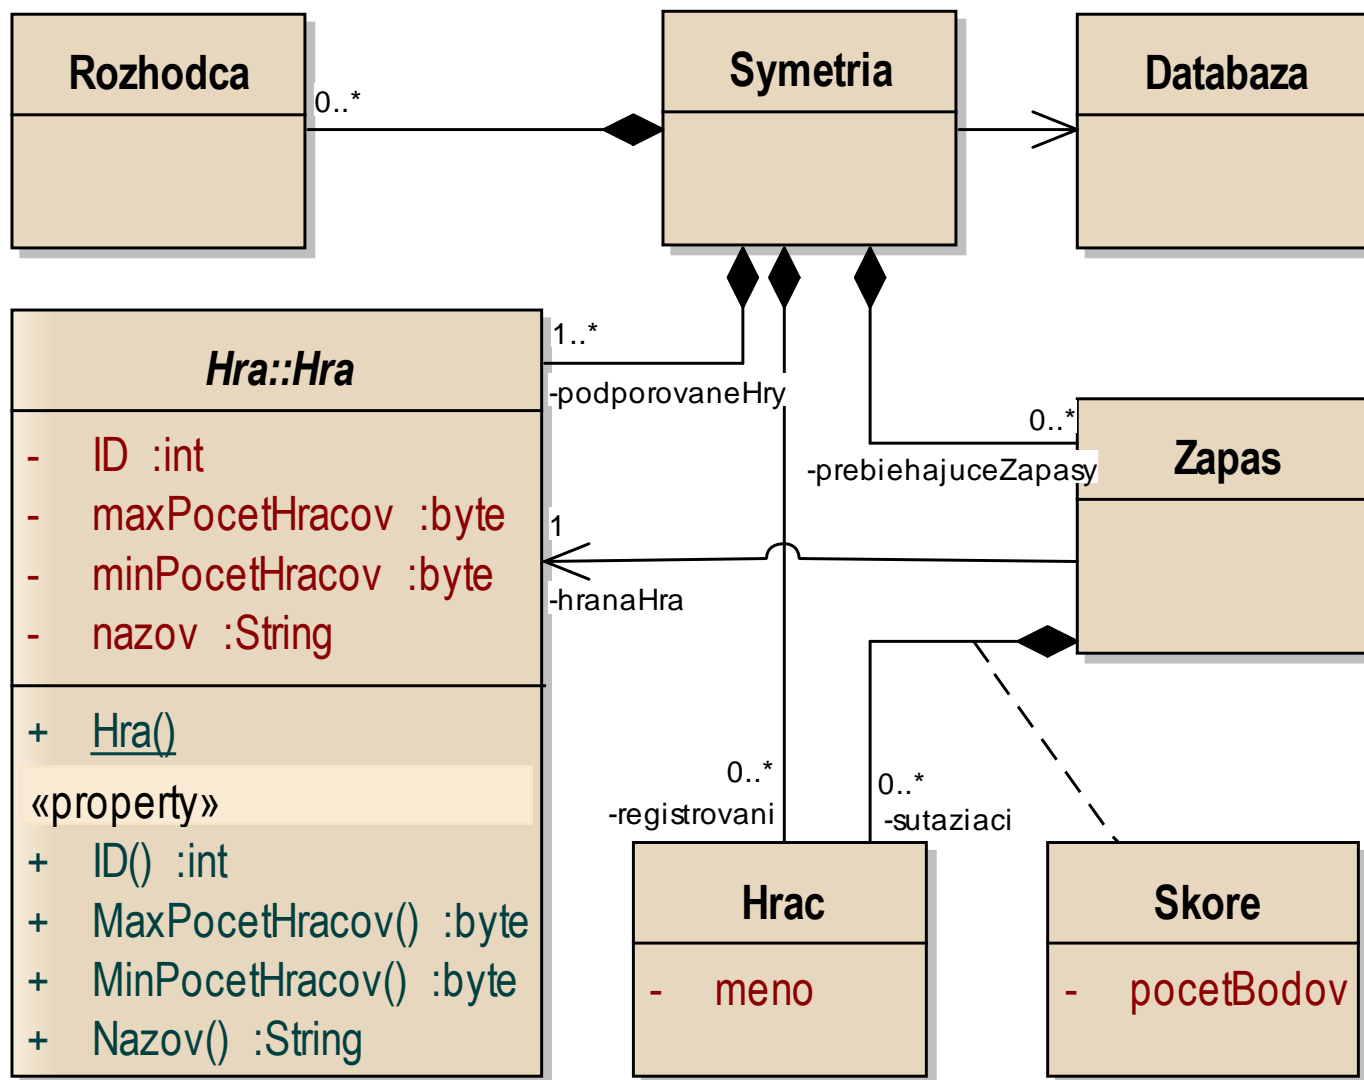 Rozhodca
0..*
Symetria
Databaza
Hra::Hra
- ID :int
- maxPocetHracov :byte
- minPocetHracov :byte
- nazov :String
+ Hra()
«property»
+ ID() :int
+ MaxPocetHracov() :byte
+ MinPocetHracov() :byte
+ Nazov() :String
1..*
-podporovaneHry
0..*
-prebiehajuceZapasy
Zapas
1
-hranaHra
0..*
-registrovani
0..*
-sutaziaci
Hrac
- meno
Skore
- pocetBodov